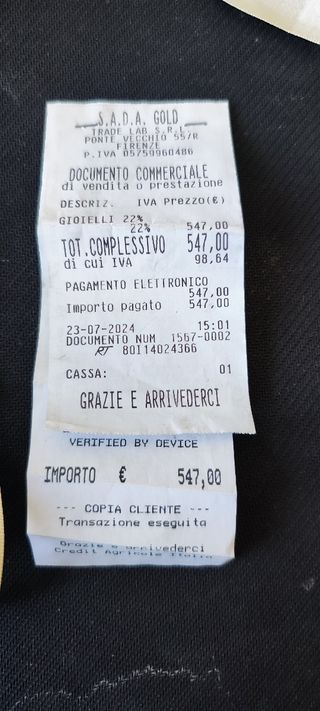 S.A.D.A. GOLD
TRADE LAB S.R.L.
PONTE VECCHIO 55/R
FIRENZE
P.IVA 05759960486
DOCUMENTO COMMERCIALE
di vendita o prestazione
DESCRIZ. IVA Prezzo(€)
GIOIELLI 22%
22% 547,00
TOT.COMPLESSIVO 547,00
di cui IVA 98,64
PAGAMENTO ELETTRONICO
547,00
Importo pagato 547,00
23-07-2024 15:01
DOCUMENTO NUM 1567-0002
RT 80I14024366
CASSA: 01
GRAZIE E ARRIVEDERCI
VERIFIED BY DEVICE
IMPORTO € 547,00
--- COPIA CLIENTE ---
Transazione eseguita
Grazie e arrivederci
Credit Agricole Italia